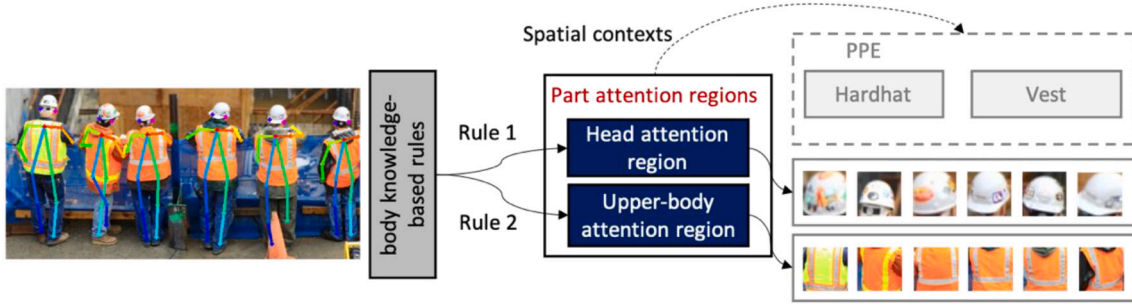 Spatial contexts
PPE
Hardhat
Vest
body knowledge-
based rules
Rule 1
Rule 2
Part attention regions
Head attention
region
Upper-body
attention region